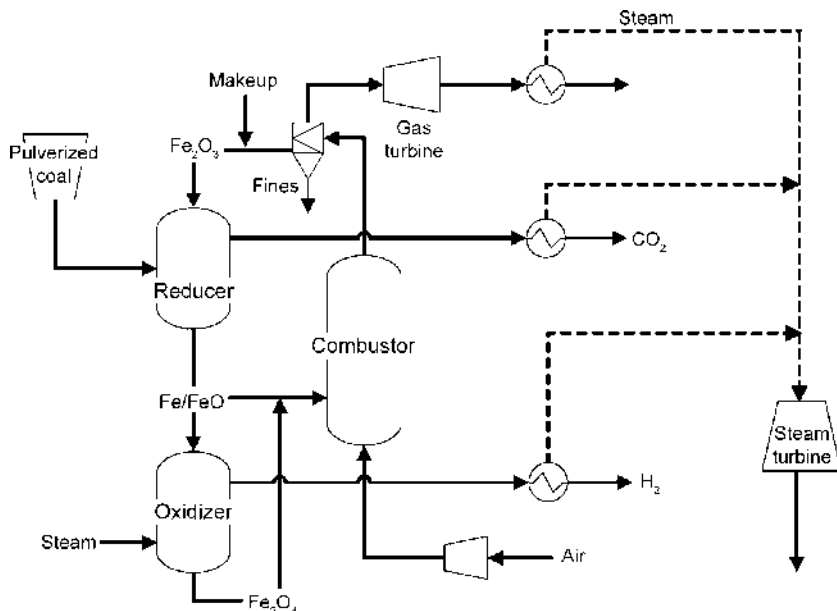 Steam
Makeup
Gas
turbine
Pulverized
coal
Fe₂O₃
Fines
CO₂
Reducer
Combustor
Fe/FeO
Steam
turbine
Oxidizer
H₂
Steam
Air